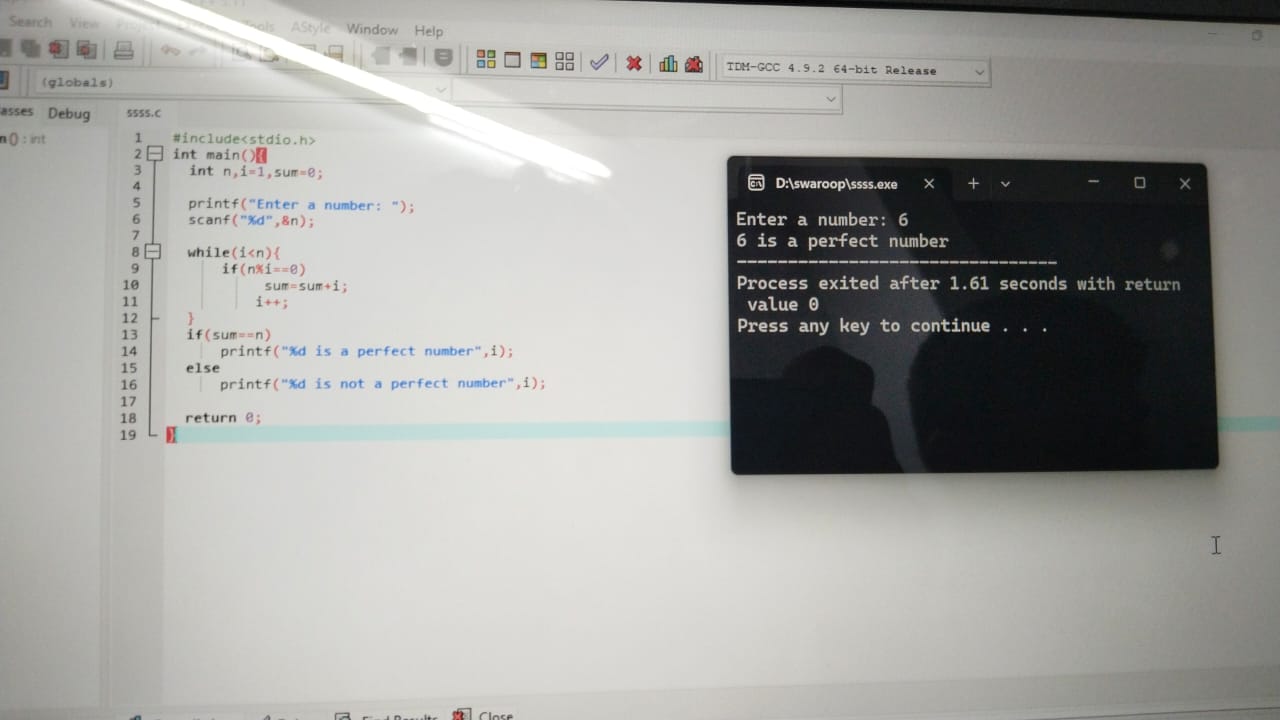 Search View Tools AStyle Window Help
TDM-GCC 4.9.2 64-bit Release
(globals)
Debug
ssss.c
() : int
1 #include<stdio.h>
2 int main(){
3 int n,i=1,sum=0;
4
5 printf("Enter a number: ");
6 scanf("%d",&n);
7
8 while(i<n){
9 if(n%i==0)
10 sum=sum+i;
11 i++;
12 }
13 if(sum==n)
14 printf("%d is a perfect number",i);
15 else
16 printf("%d is not a perfect number",i);
17
18 return 0;
19 }
D:\swaroop\ssss.exe
Enter a number: 6
6 is a perfect number
--------------------------------
Process exited after 1.61 seconds with return
value 0
Press any key to continue . . .
Find Results Close